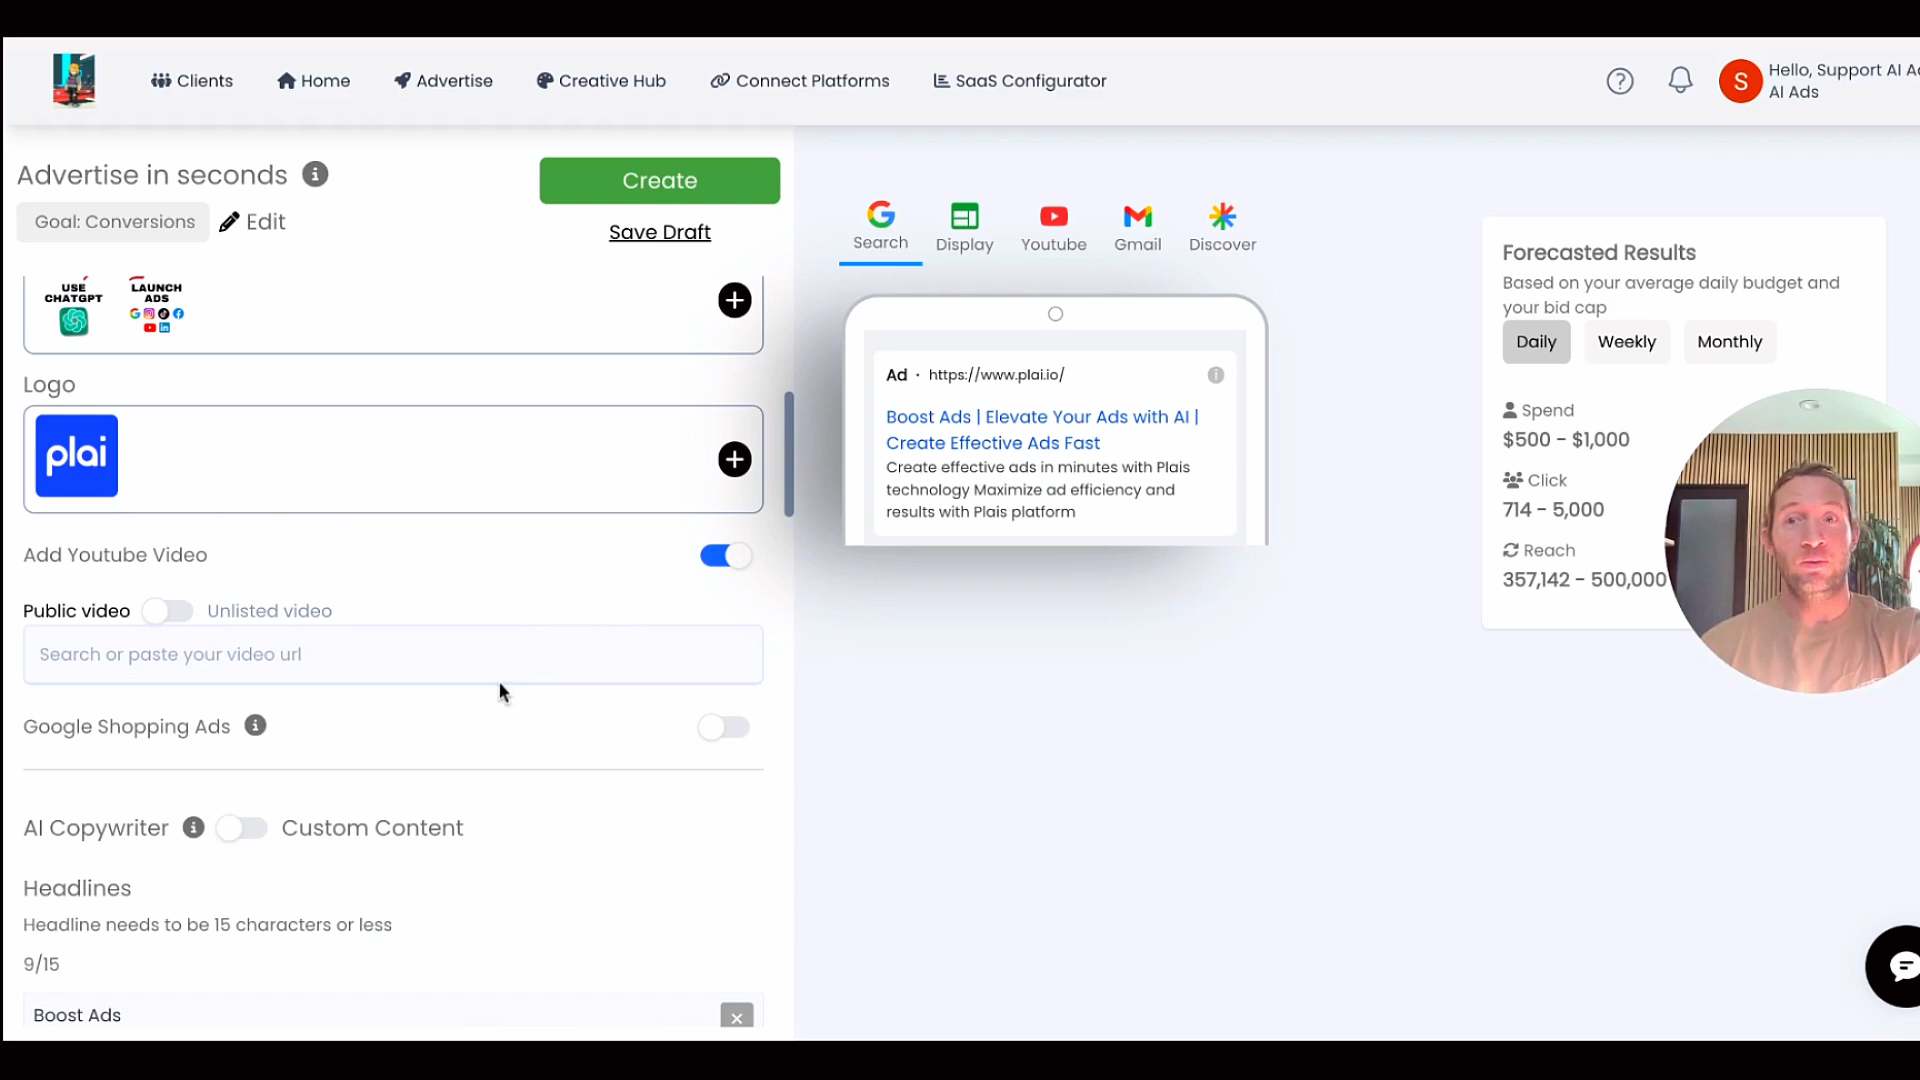 Clients
Home
Advertise
Creative Hub
Connect Platforms
SaaS Configurator
S
Hello, Support AI
AI Ads
Advertise in seconds
Create
Goal: Conversions
Edit
Save Draft
USE
CHATGPT
LAUNCH
ADS
Logo
plai
Add Youtube Video
Public video
Unlisted video
Search or paste your video url
Google Shopping Ads
AI Copywriter
Custom Content
Headlines
Headline needs to be 15 characters or less
9/15
Boost Ads
Search
Display
Youtube
Gmail
Discover
Ad · https://www.plai.io/
Boost Ads | Elevate Your Ads with AI |
Create Effective Ads Fast
Create effective ads in minutes with Plais
technology Maximize ad efficiency and
results with Plais platform
Forecasted Results
Based on your average daily budget and
your bid cap
Daily
Weekly
Monthly
Spend
$500 - $1,000
Click
714 - 5,000
Reach
357,142 - 500,000